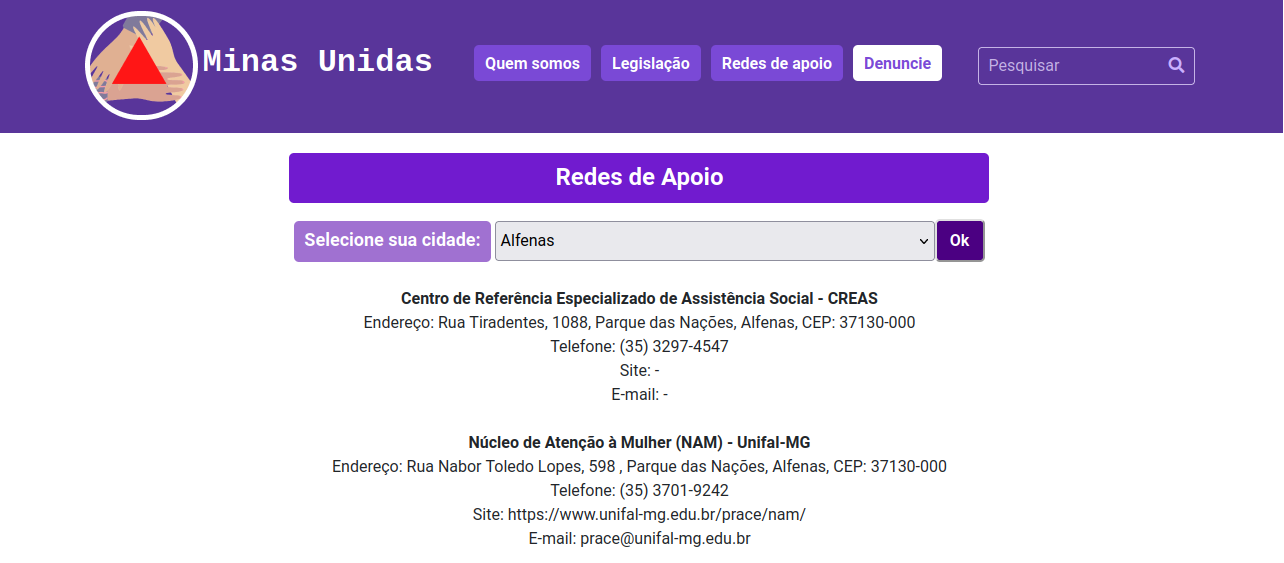 Minas Unidas
Quem somos
Legislação
Redes de apoio
Denuncie
Pesquisar
Redes de Apoio
Selecione sua cidade:
Alfenas
Ok
Centro de Referência Especializado de Assistência Social - CREAS
Endereço: Rua Tiradentes, 1088, Parque das Nações, Alfenas, CEP: 37130-000
Telefone: (35) 3297-4547
Site: -
E-mail: -
Núcleo de Atenção à Mulher (NAM) - Unifal-MG
Endereço: Rua Nabor Toledo Lopes, 598 , Parque das Nações, Alfenas, CEP: 37130-000
Telefone: (35) 3701-9242
Site: https://www.unifal-mg.edu.br/prace/nam/
E-mail: prace@unifal-mg.edu.br